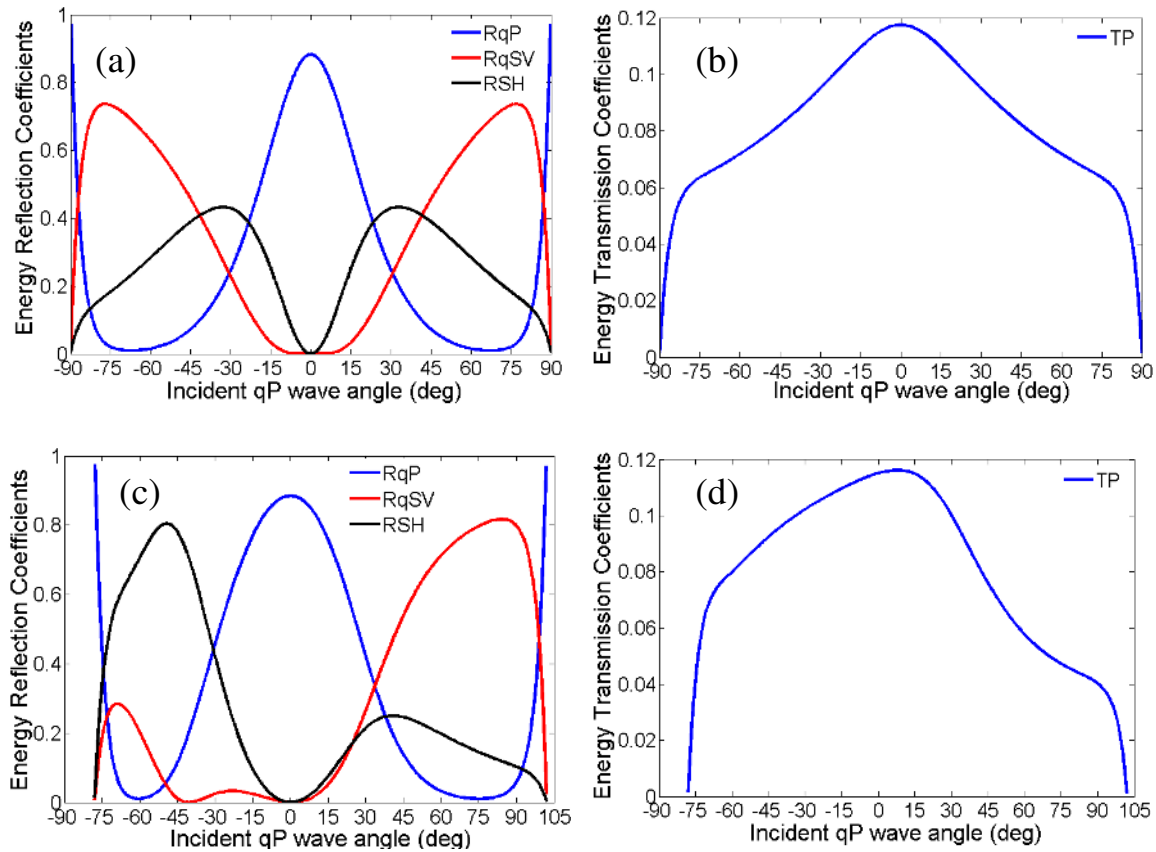 (a)
RqP
RqSV
RSH
Energy Reflection Coefficients
1
0.8
0.6
0.4
0.2
0
-90 -75 -60 -45 -30 -15 0 15 30 45 60 75 90
Incident qP wave angle (deg)
(b)
TP
Energy Transmission Coefficients
0.12
0.1
0.08
0.06
0.04
0.02
0
-90 -75 -60 -45 -30 -15 0 15 30 45 60 75 90
Incident qP wave angle (deg)
(c)
RqP
RqSV
RSH
Energy Reflection Coefficients
1
0.8
0.6
0.4
0.2
0
-90 -75 -60 -45 -30 -15 0 15 30 45 60 75 90 105
Incident qP wave angle (deg)
(d)
TP
Energy Transmission Coefficients
0.12
0.1
0.08
0.06
0.04
0.02
0
-90 -75 -60 -45 -30 -15 0 15 30 45 60 75 90 105
Incident qP wave angle (deg)